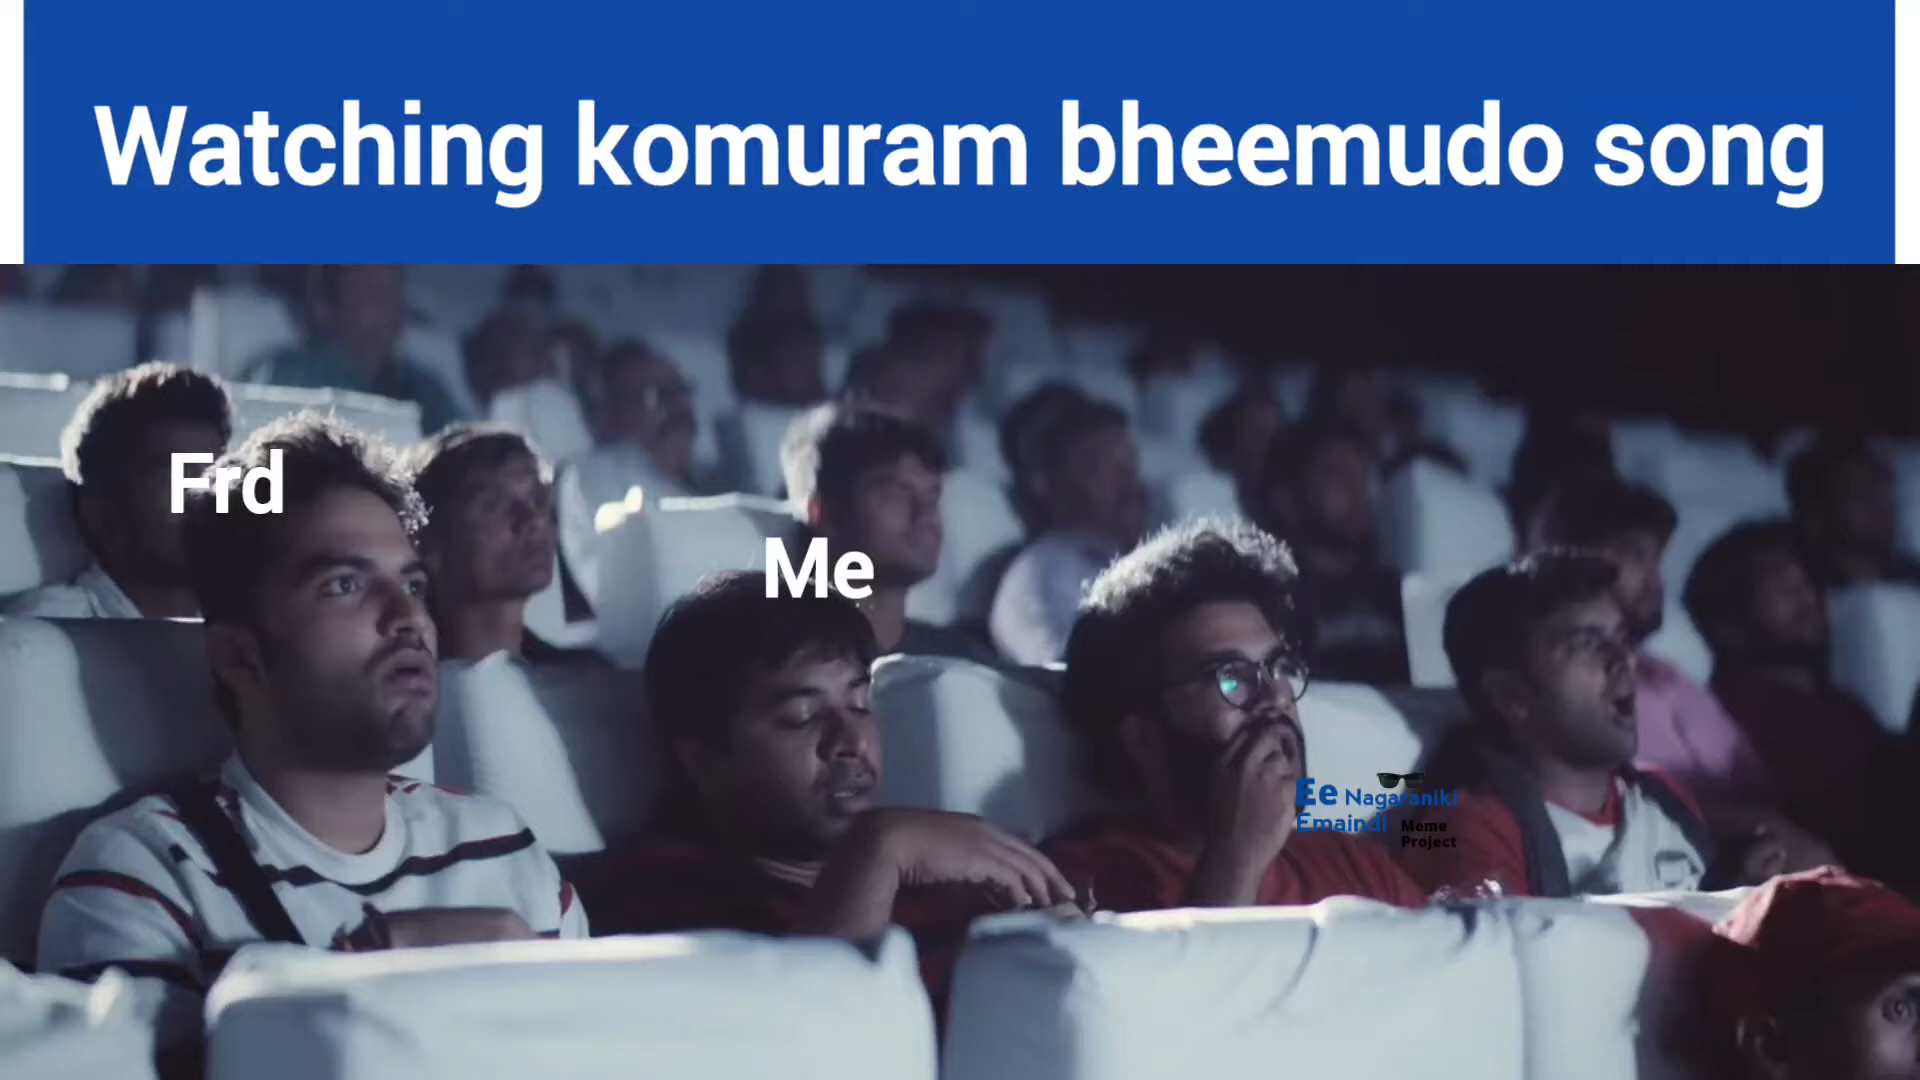 Watching komuram bheemudo song
Frd
Me
Ee Nagaraniki
Emaindi Meme
Project